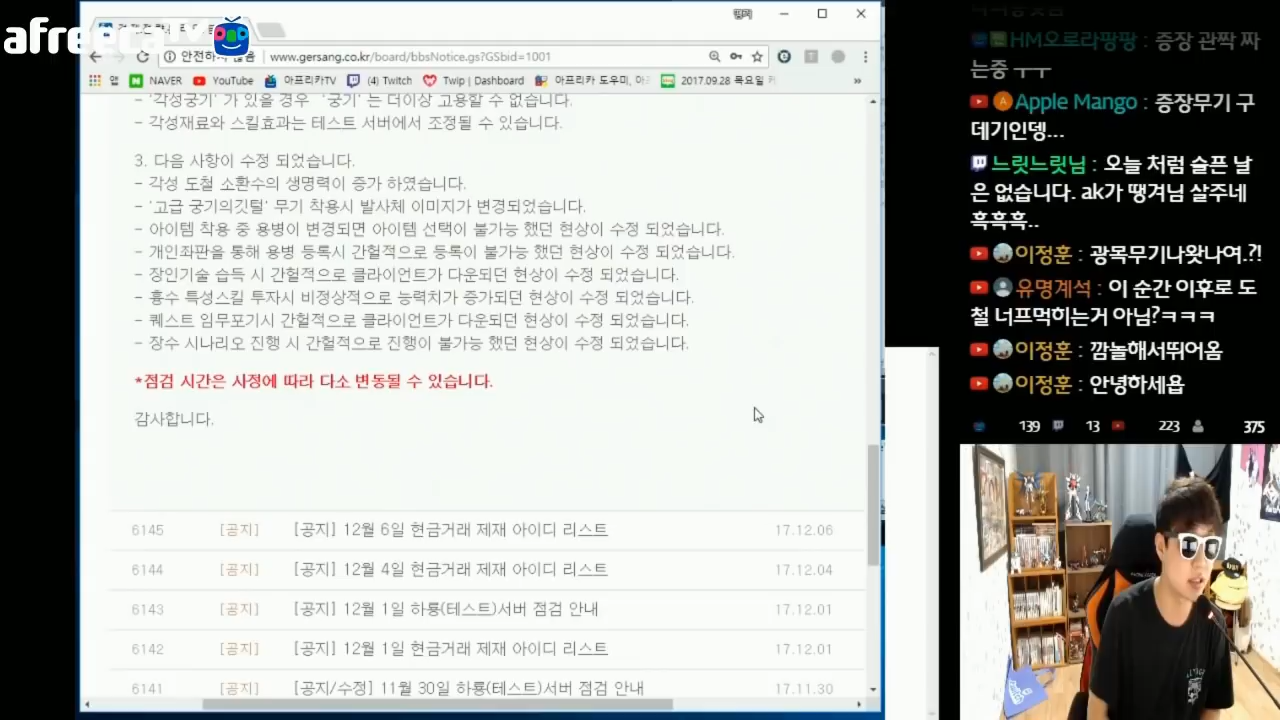 afreecaTV
www.gersang.co.kr/board/bbsNotice.gs?GSbid=1001
앱 NAVER YouTube 아프리카TV (4) Twitch Twip | Dashboard 아프리카 도우미, 아프 2017.09.28 목요일 »
- '각성궁기' 가 있을 경우 '궁기' 는 더이상 고용할 수 없습니다.
- 각성재료와 스킬효과는 테스트 서버에서 조정될 수 있습니다.
3. 다음 사항이 수정 되었습니다.
- 각성 도철 소환수의 생명력이 증가 하였습니다.
- '고급 궁기의깃털' 무기 착용시 발사체 이미지가 변경되었습니다.
- 아이템 착용 중 용병이 변경되면 아이템 선택이 불가능 했던 현상이 수정 되었습니다.
- 개인좌판을 통해 용병 등록시 간헐적으로 등록이 불가능 했던 현상이 수정 되었습니다.
- 장인기술 습득 시 간헐적으로 클라이언트가 다운되던 현상이 수정 되었습니다.
- 흉수 특성스킬 투자시 비정상적으로 능력치가 증가되던 현상이 수정 되었습니다.
- 퀘스트 임무포기시 간헐적으로 클라이언트가 다운되던 현상이 수정 되었습니다.
- 장수 시나리오 진행 시 간헐적으로 진행이 불가능 했던 현상이 수정 되었습니다.
*점검 시간은 사정에 따라 다소 변동될 수 있습니다.
감사합니다.
6145 [공지] [공지] 12월 6일 현금거래 제재 아이디 리스트 17.12.06
6144 [공지] [공지] 12월 4일 현금거래 제재 아이디 리스트 17.12.04
6143 [공지] [공지] 12월 1일 하룡(테스트)서버 점검 안내 17.12.01
6142 [공지] [공지] 12월 1일 현금거래 제재 아이디 리스트 17.12.01
6141 [공지] [공지/수정] 11월 30일 하룡(테스트)서버 점검 안내 17.11.30
HM오로라팡팡 : 증장 관짝 짜
는중 ㅜㅜ
Apple Mango : 증장무기 구
데기인뎅...
느릿느릿님 : 오늘 처럼 슬픈 날
은 없습니다. ak가 땡겨님 살주네
흑흑흑..
이정훈 : 광목무기나왓나여.?!
유명계석 : 이 순간 이후로 도
철 너프먹히는거 아님?ㅋㅋㅋ
이정훈 : 깜놀해서뛰어옴
이정훈 : 안녕하세욥
139 13 223 375